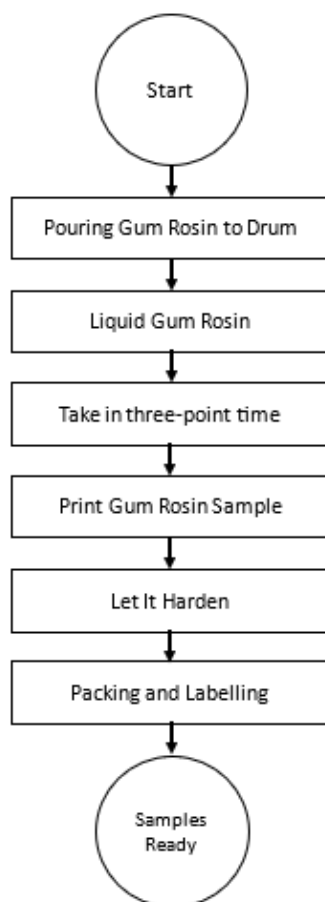 Start
Pouring Gum Rosin to Drum
Liquid Gum Rosin
Take in three-point time
Print Gum Rosin Sample
Let It Harden
Packing and Labelling
Samples
Ready